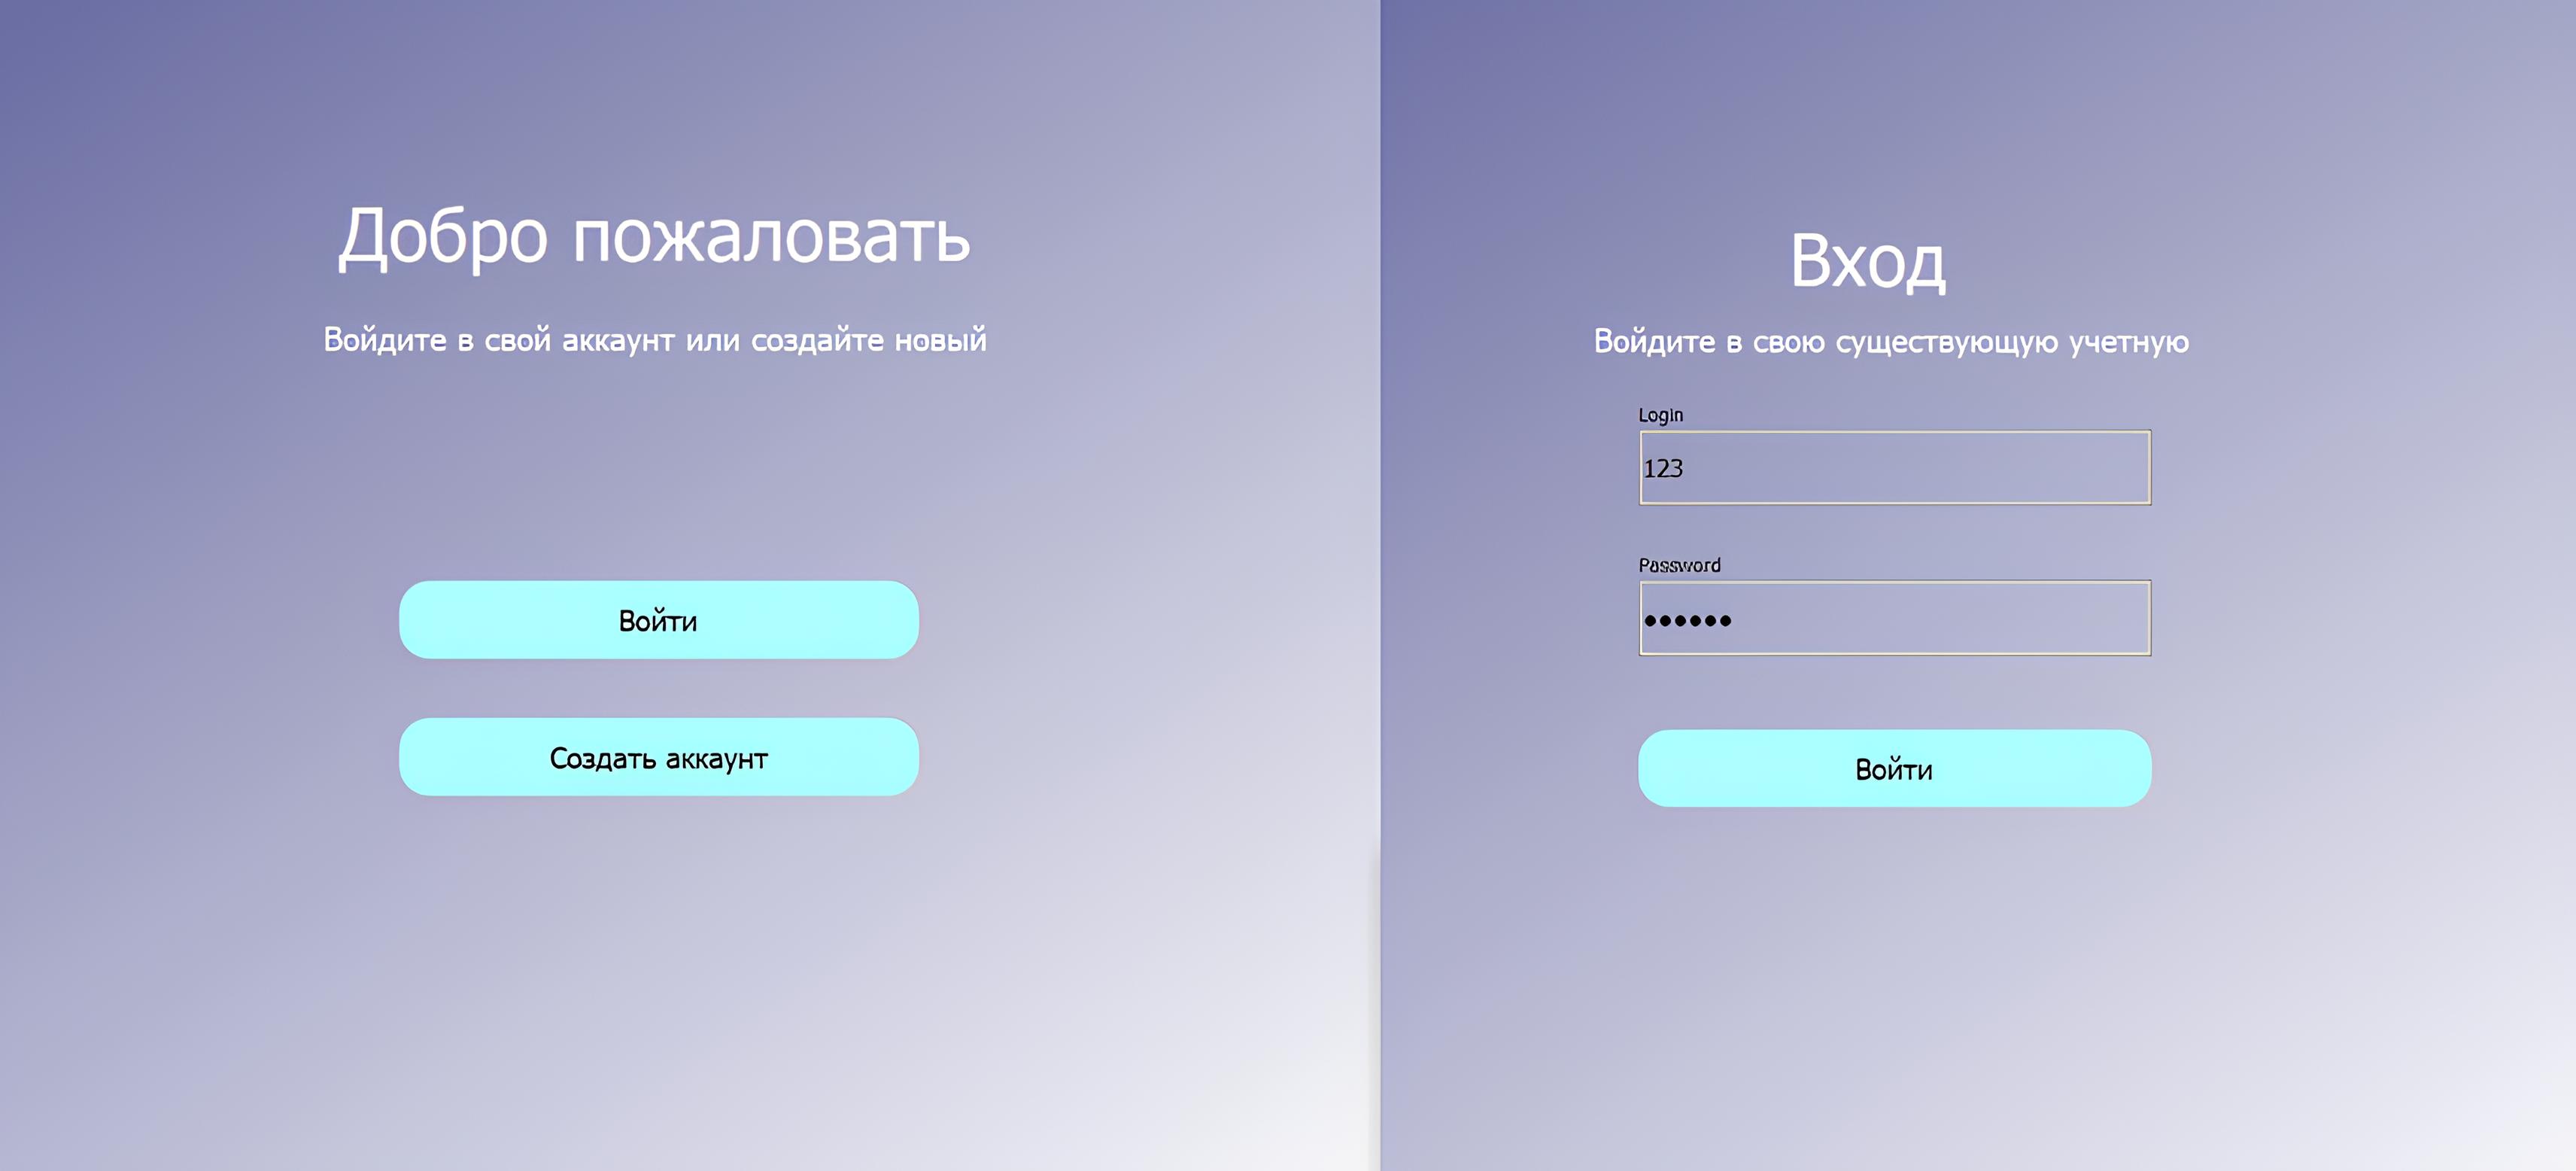 Добро пожаловать
Войдите в свой аккаунт или создайте новый
Войти
Создать аккаунт
Вход
Войдите в свою существующую учетную
Login
123
Password
••••••
Войти